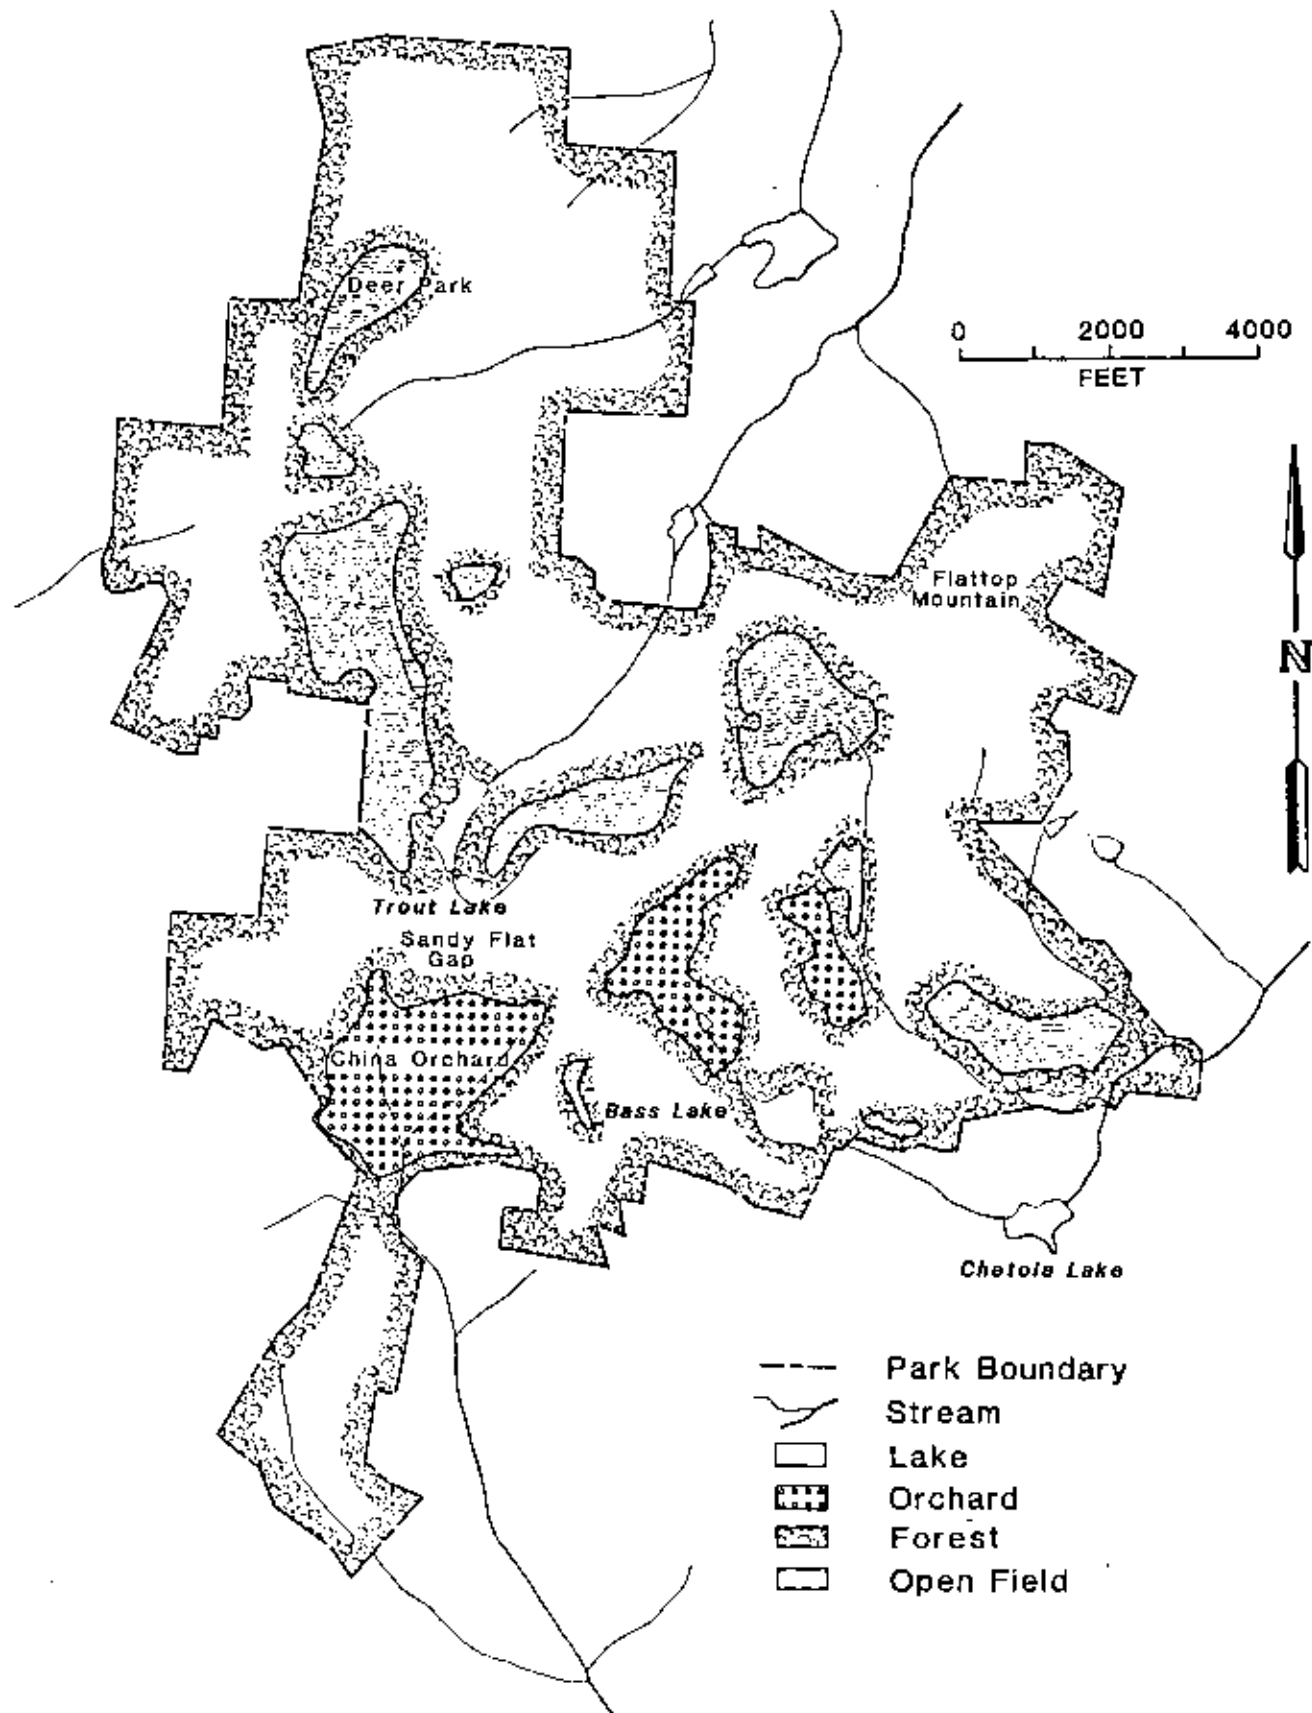 Deer Park
0 2000 4000
FEET
Flattop
Mountain
N
Trout Lake
Sandy Flat
Gap
China Orchard
Bass Lake
Chetola Lake
Park Boundary
Stream
Lake
Orchard
Forest
Open Field